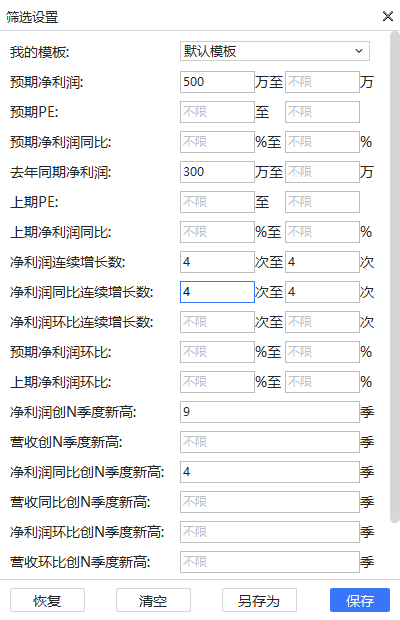 筛选设置
我的模板: 默认模板
预期净利润: 500 万至 不限 万
预期PE: 不限 至 不限
预期净利润同比: 不限 %至 不限 %
去年同期净利润: 300 万至 不限 万
上期PE: 不限 至 不限
上期净利润同比: 不限 %至 不限 %
净利润连续增长数: 4 次至 4 次
净利润同比连续增长数: 4 次至 4 次
净利润环比连续增长数: 不限 次至 不限 次
预期净利润环比: 不限 %至 不限 %
上期净利润环比: 不限 %至 不限 %
净利润创N季度新高: 9 季
营收创N季度新高: 不限 季
净利润同比创N季度新高: 4 季
营收同比创N季度新高: 不限 季
净利润环比创N季度新高: 不限 季
营收环比创N季度新高: 不限 季
恢复 清空 另存为 保存